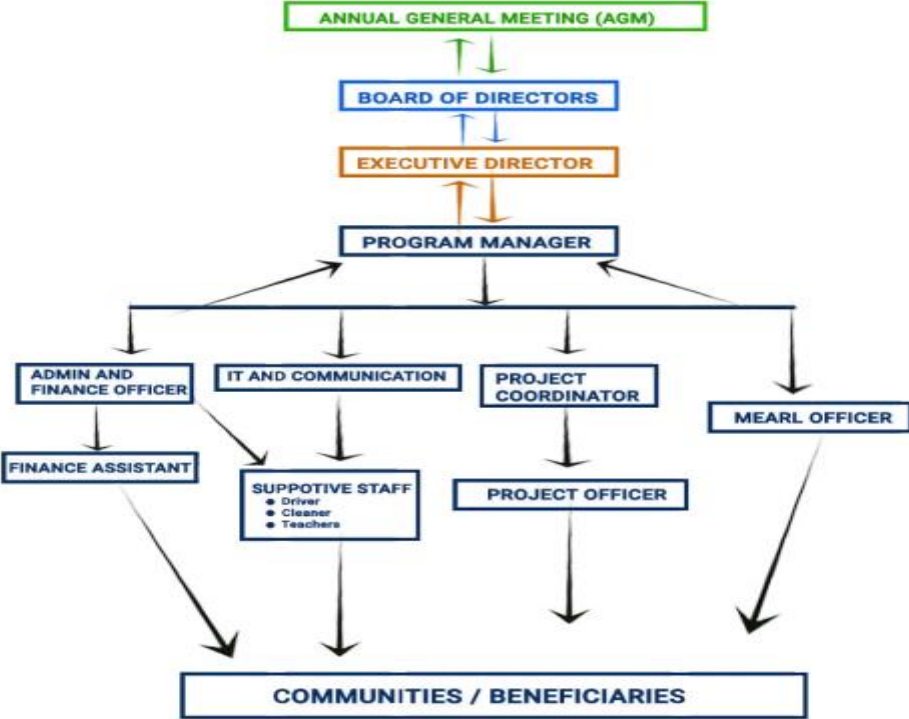 ANNUAL GENERAL MEETING (AGM)
BOARD OF DIRECTORS
EXECUTIVE DIRECTOR
PROGRAM MANAGER
ADMIN AND
FINANCE OFFICER
IT AND COMMUNICATION
PROJECT
COORDINATOR
MEARL OFFICER
FINANCE ASSISTANT
SUPPOTIVE STAFF
● Driver
● Cleaner
● Teachers
PROJECT OFFICER
COMMUNITIES / BENEFICIARIES